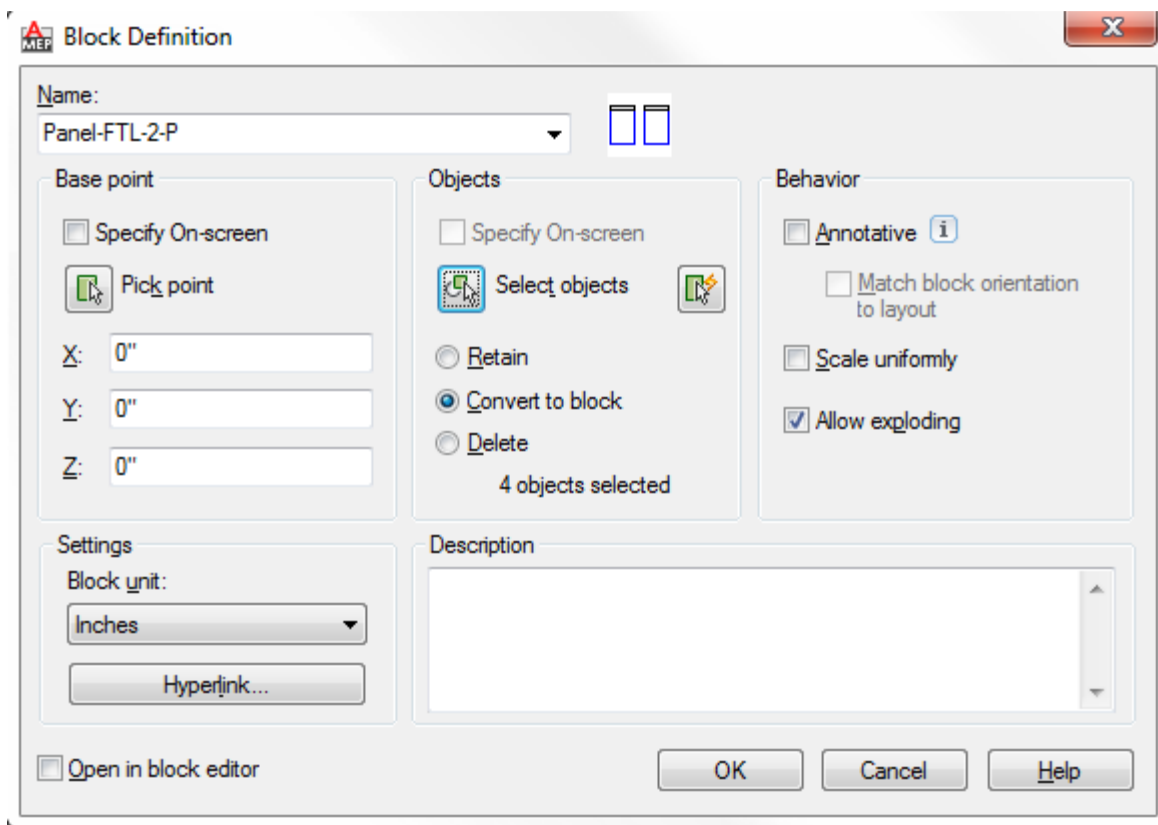 A MEP Block Definition X
Name:
Panel-FTL-2-P
Base point
Specify On-screen
Pick point
X: 0"
Y: 0"
Z: 0"
Objects
Specify On-screen
Select objects
Retain
Convert to block
Delete
4 objects selected
Behavior
Annotative i
Match block orientation
to layout
Scale uniformly
Allow exploding
Settings
Block unit:
Inches
Hyperlink...
Description
Open in block editor
OK Cancel Help